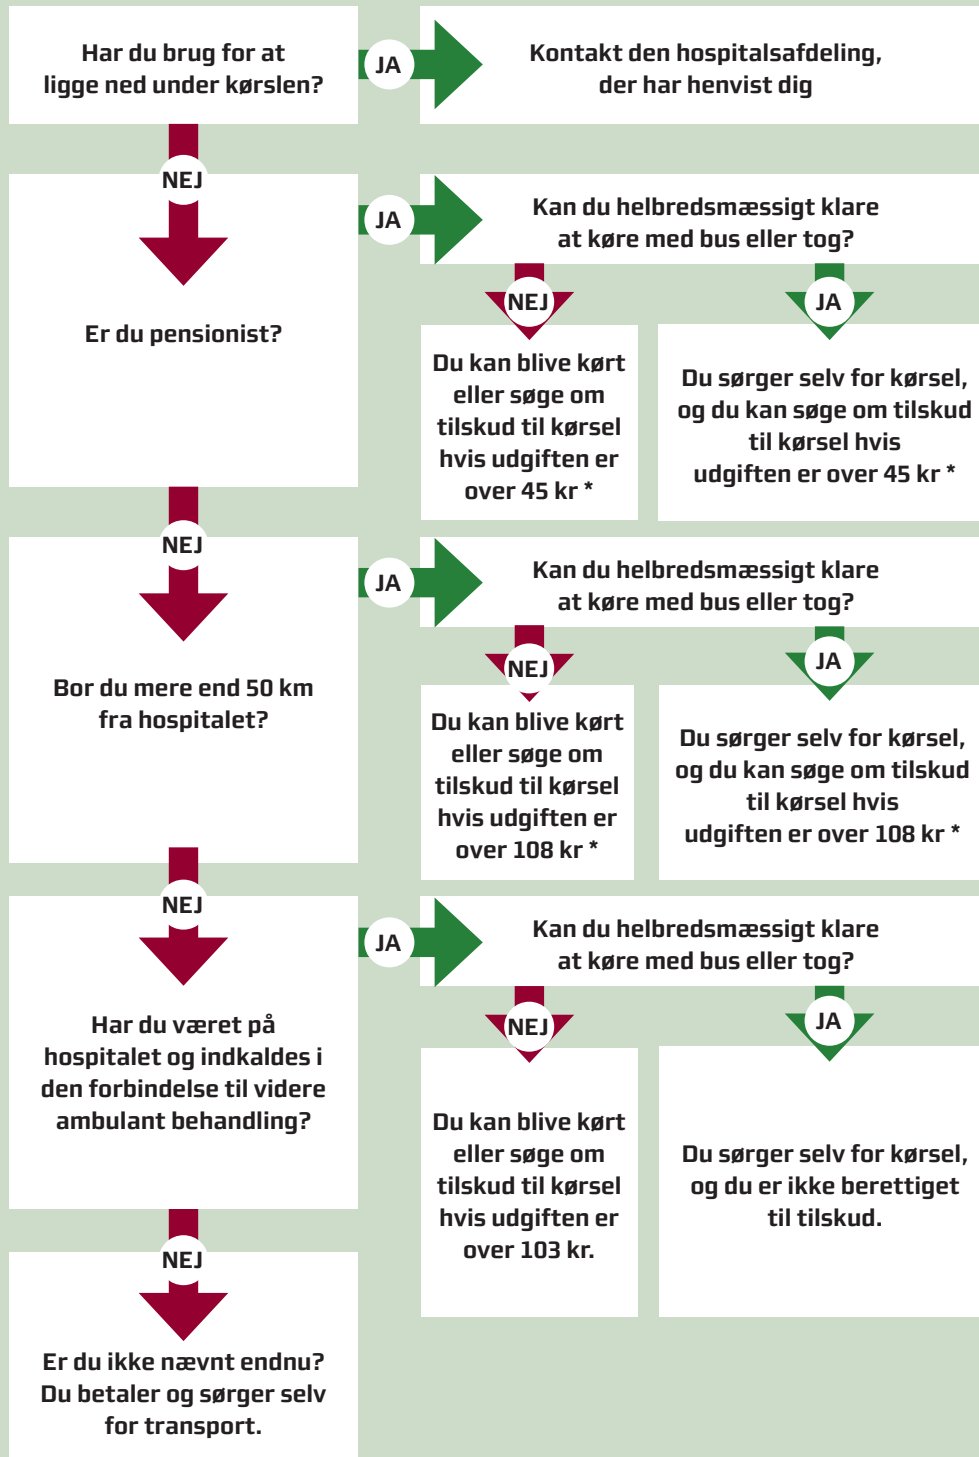 Har du brug for at
ligge ned under kørslen?
JA
Kontakt den hospitalsafdeling,
der har henvist dig
NEJ
Er du pensionist?
JA
Kan du helbredsmæssigt klare
at køre med bus eller tog?
NEJ
Du kan blive kørt
eller søge om
tilskud til kørsel
hvis udgiften er
over 45 kr *
JA
Du sørger selv for kørsel,
og du kan søge om tilskud
til kørsel hvis
udgiften er over 45 kr *
NEJ
Bor du mere end 50 km
fra hospitalet?
JA
Kan du helbredsmæssigt klare
at køre med bus eller tog?
NEJ
Du kan blive kørt
eller søge om
tilskud til kørsel
hvis udgiften er
over 108 kr *
JA
Du sørger selv for kørsel,
og du kan søge om tilskud
til kørsel hvis
udgiften er over 108 kr *
NEJ
Har du været på
hospitalet og indkaldes i
den forbindelse til videre
ambulant behandling?
JA
Kan du helbredsmæssigt klare
at køre med bus eller tog?
NEJ
Du kan blive kørt
eller søge om
tilskud til kørsel
hvis udgiften er
over 103 kr.
JA
Du sørger selv for kørsel,
og du er ikke berettiget
til tilskud.
NEJ
Er du ikke nævnt endnu?
Du betaler og sørger selv
for transport.